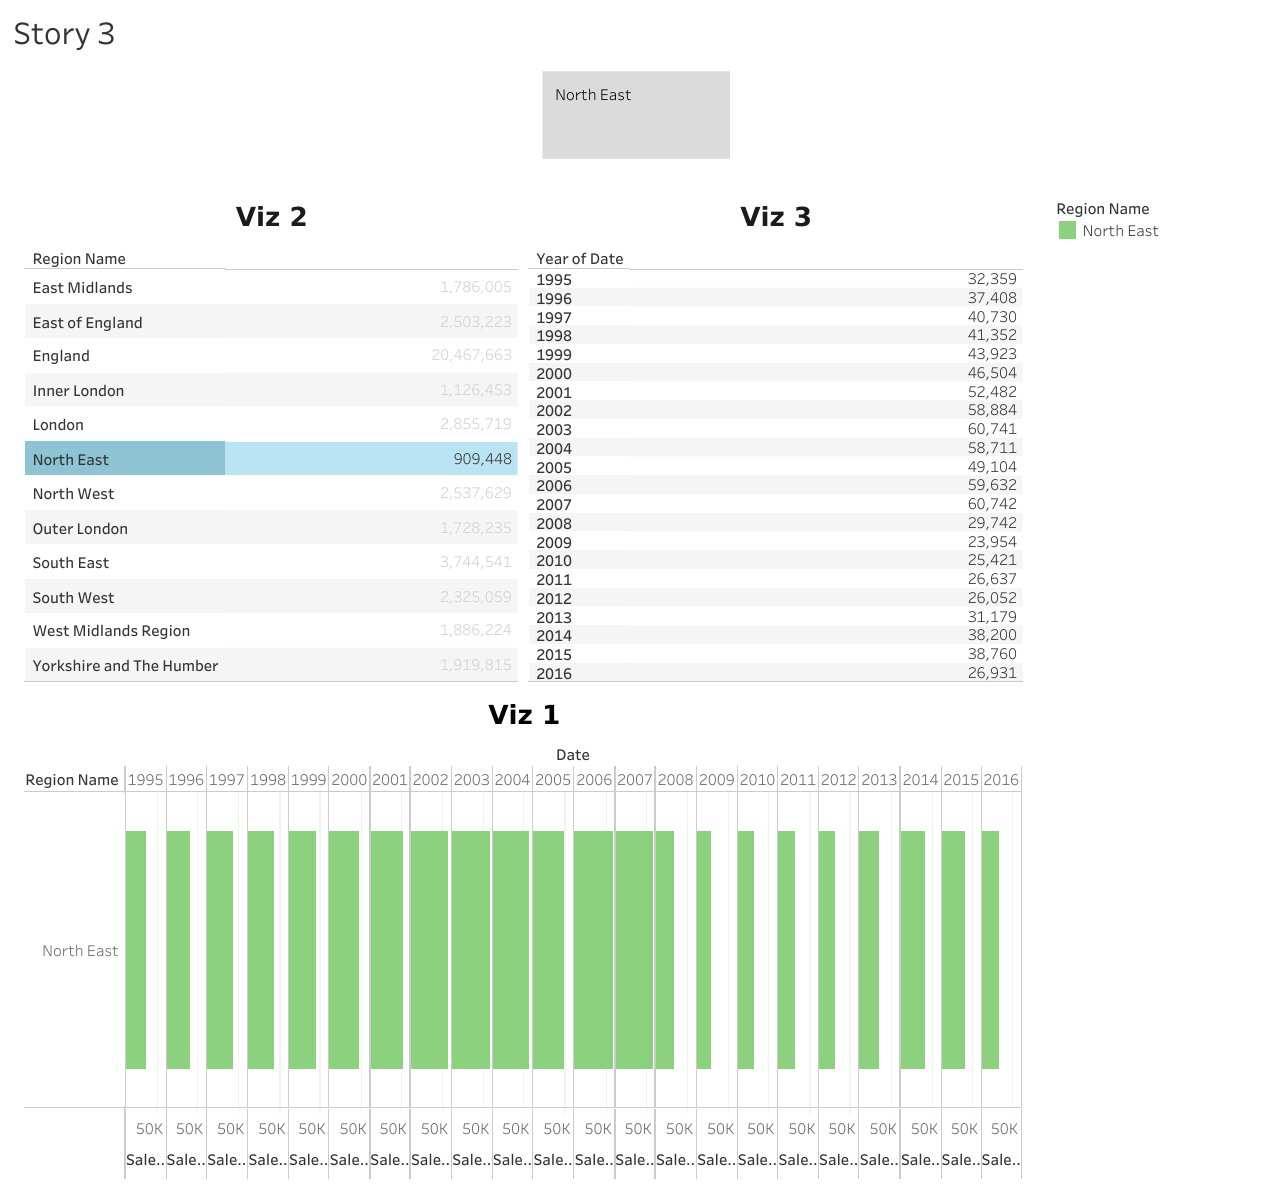 Story 3
North East
Viz 2
Region Name
East Midlands 1,786,005
East of England 2,503,223
England 20,467,663
Inner London 1,126,453
London 2,855,719
North East 909,448
North West 2,537,629
Outer London 1,728,235
South East 3,744,541
South West 2,325,059
West Midlands Region 1,886,224
Yorkshire and The Humber 1,919,815
Viz 3
Year of Date
1995 32,359
1996 37,408
1997 40,730
1998 41,352
1999 43,923
2000 46,504
2001 52,482
2002 58,884
2003 60,741
2004 58,711
2005 49,104
2006 59,632
2007 60,742
2008 29,742
2009 23,954
2010 25,421
2011 26,637
2012 26,052
2013 31,179
2014 38,200
2015 38,760
2016 26,931
Region Name
North East
Viz 1
Date
Region Name 1995 1996 1997 1998 1999 2000 2001 2002 2003 2004 2005 2006 2007 2008 2009 2010 2011 2012 2013 2014 2015 2016
North East
50K 50K 50K 50K 50K 50K 50K 50K 50K 50K 50K 50K 50K 50K 50K 50K 50K 50K 50K 50K 50K 50K
Sale.. Sale.. Sale.. Sale.. Sale.. Sale.. Sale.. Sale.. Sale.. Sale.. Sale.. Sale.. Sale.. Sale.. Sale.. Sale.. Sale.. Sale.. Sale.. Sale.. Sale.. Sale..